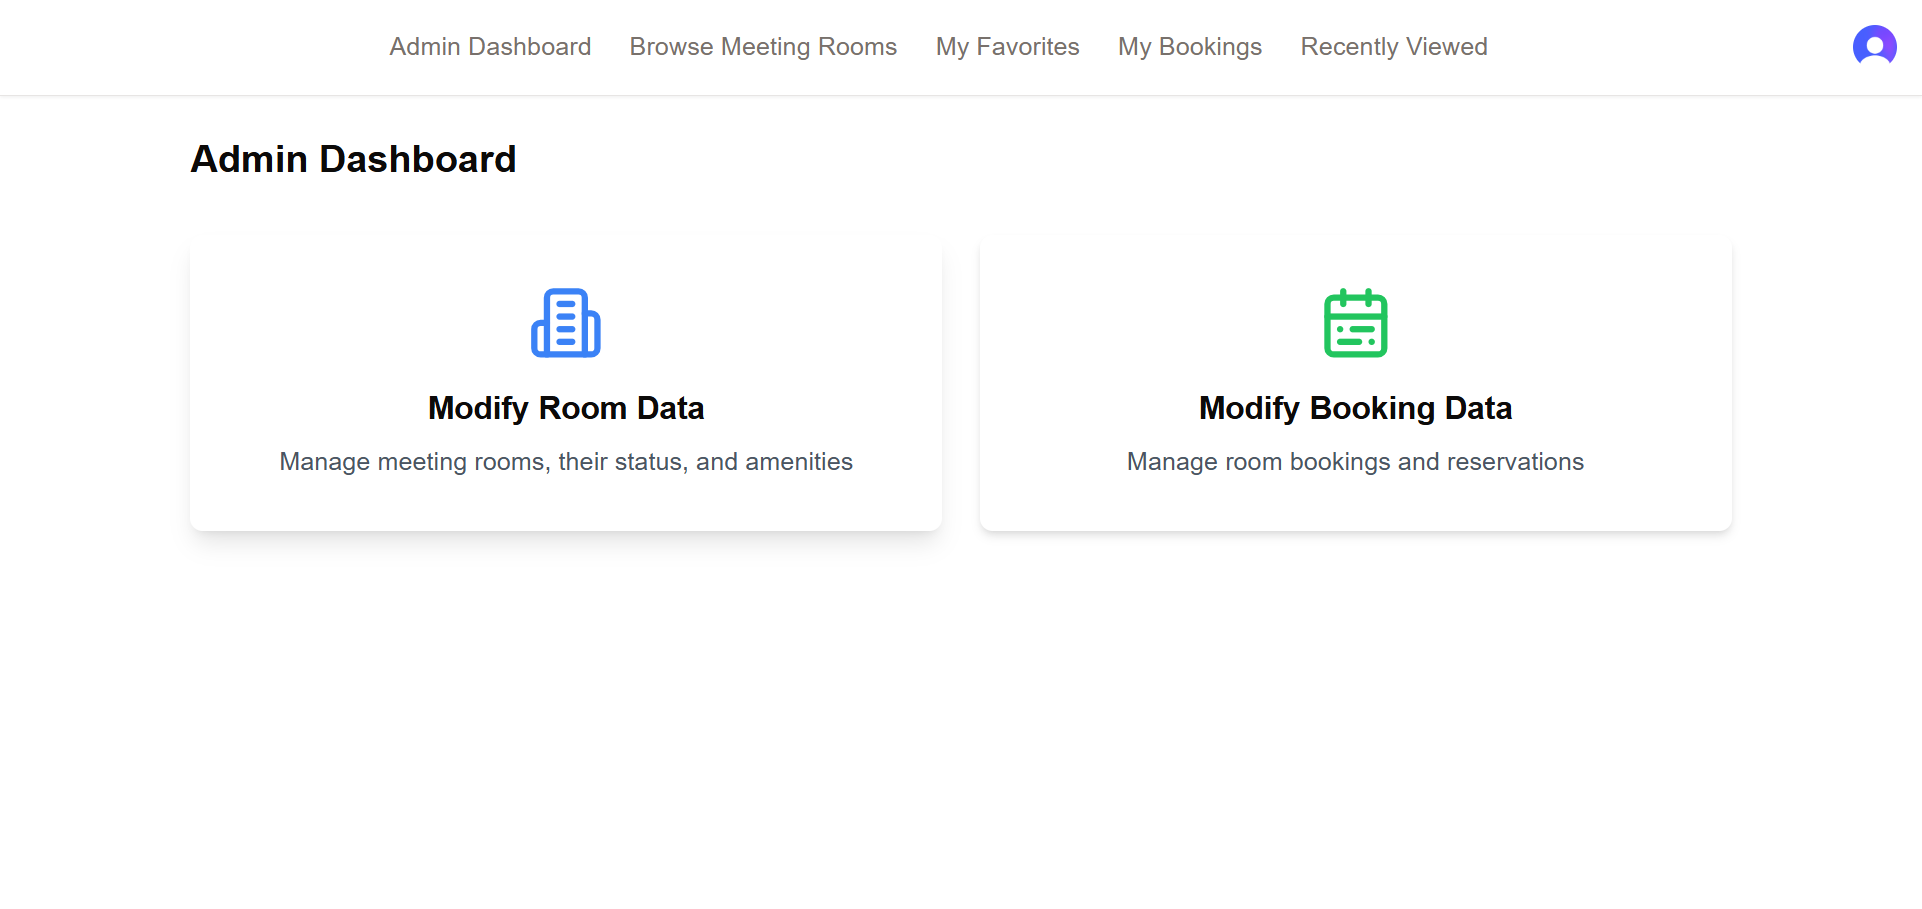 Admin Dashboard Browse Meeting Rooms My Favorites My Bookings Recently Viewed
Admin Dashboard
Modify Room Data
Manage meeting rooms, their status, and amenities
Modify Booking Data
Manage room bookings and reservations